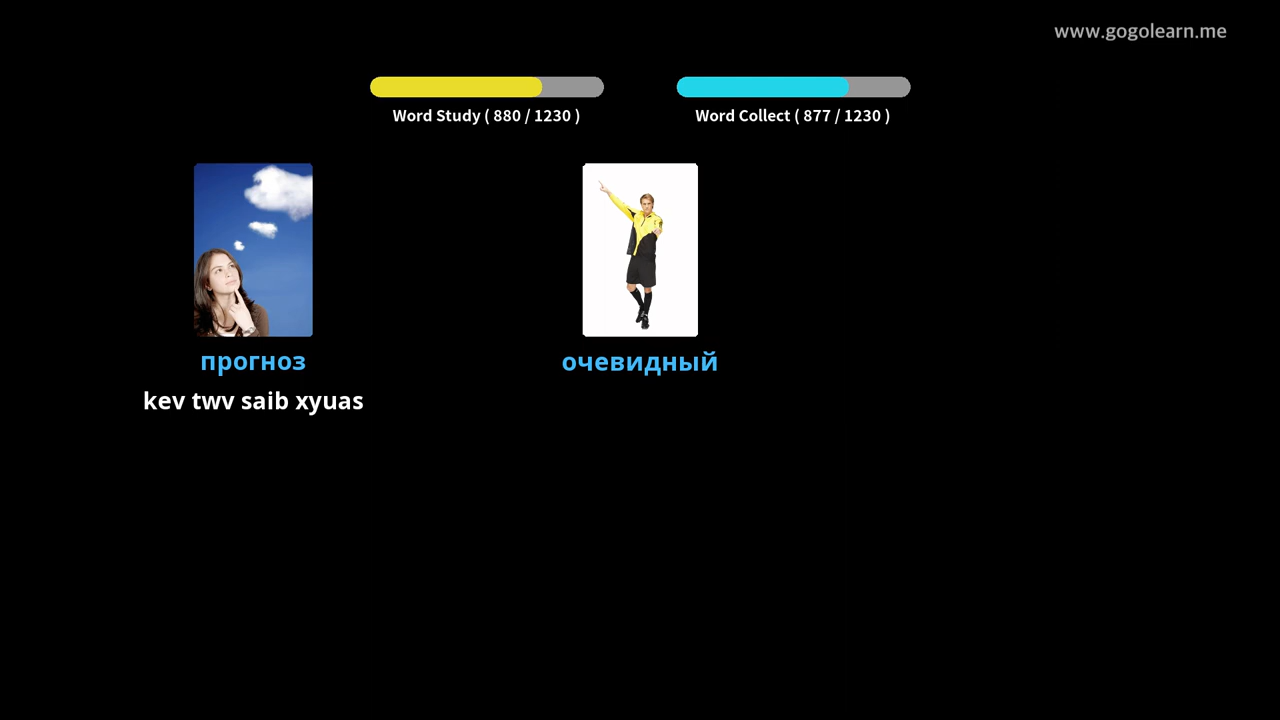 www.gogolearn.me
Word Study ( 880 / 1230 )
Word Collect ( 877 / 1230 )
прогноз
очевидный
kev twv saib xyuas